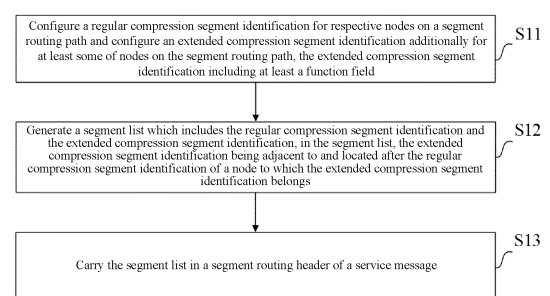 Configure a regular compression segment identification for respective nodes on a segment
routing path and configure an extended compression segment identification additionally for
at least some of nodes on the segment routing path, the extended compression segment
identification including at least a function field
S11
Generate a segment list which includes the regular compression segment identification and
the extended compression segment identification, in the segment list, the extended
compression segment identification being adjacent to and located after the regular
compression segment identification of a node to which the extended compression segment
identification belongs
S12
Carry the segment list in a segment routing header of a service message
S13